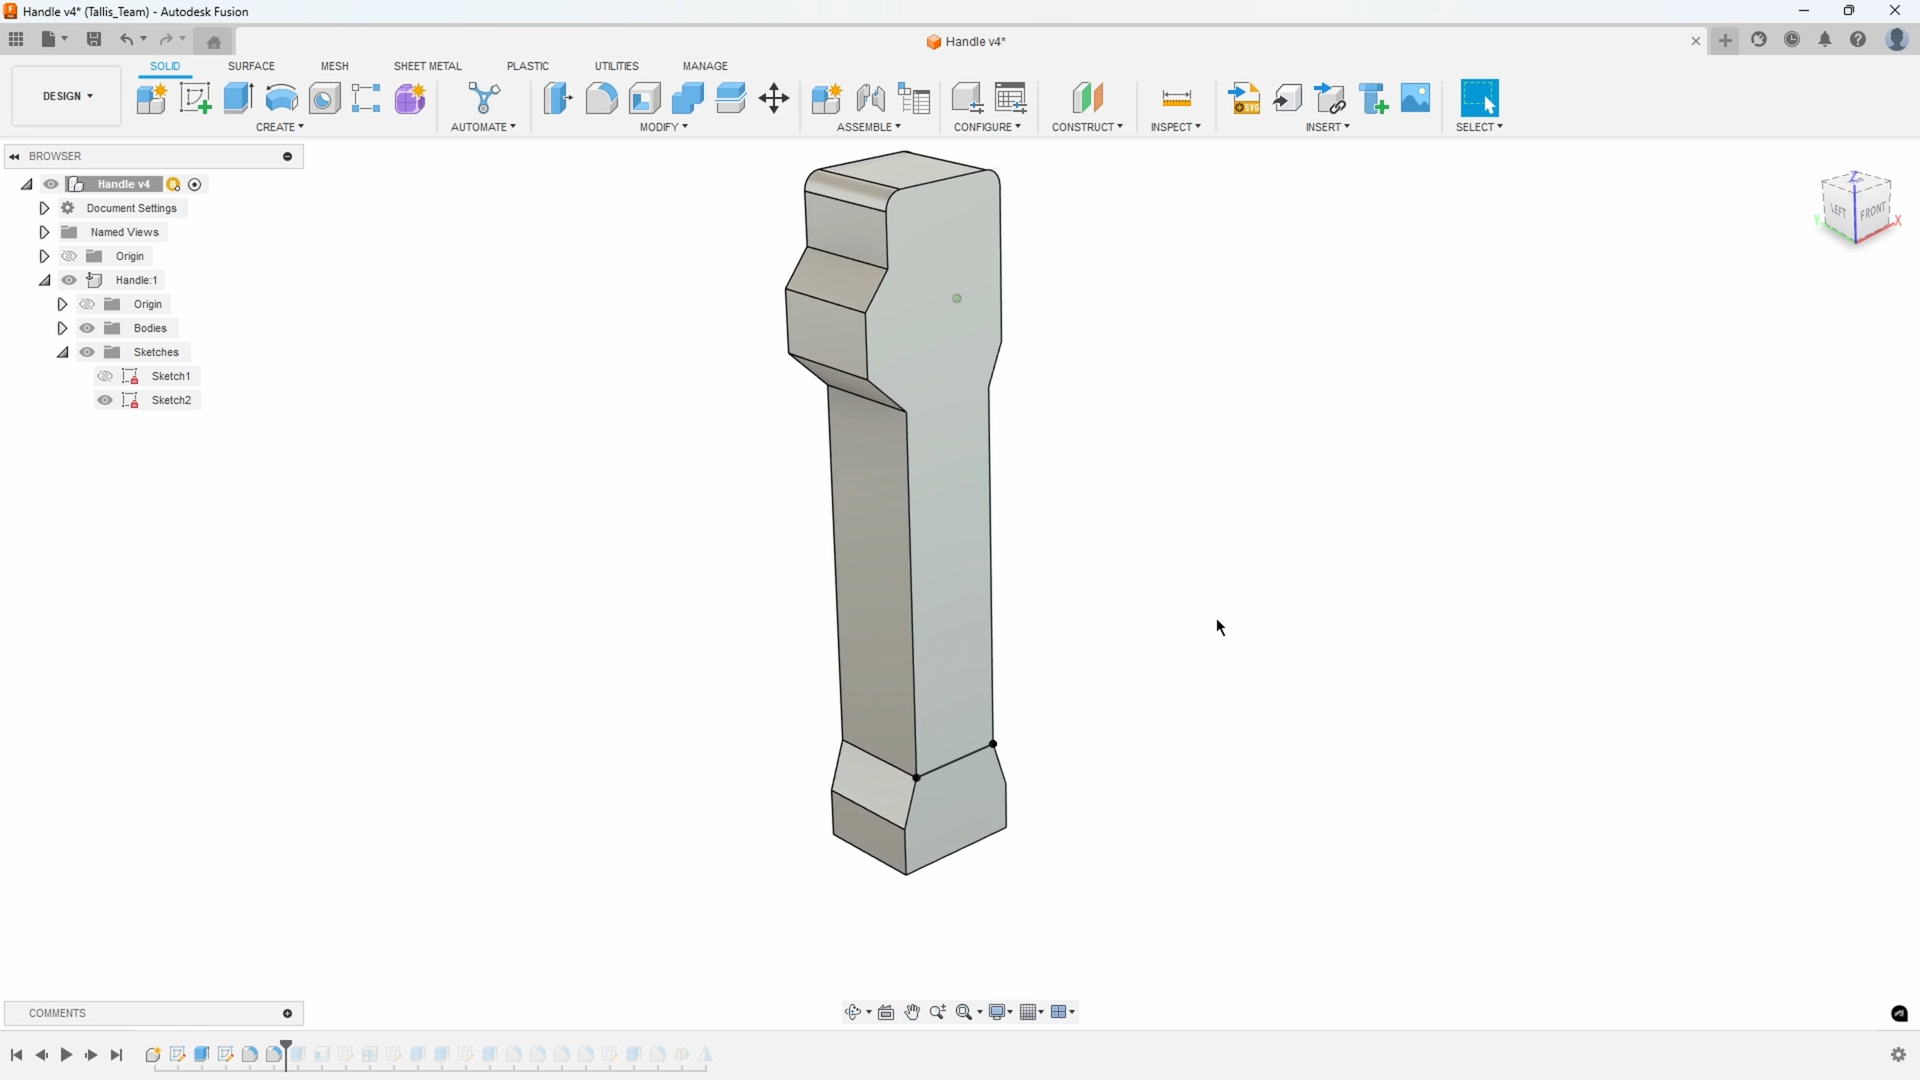 Handle v4* (Tallis_Team) - Autodesk Fusion
Handle v4*
DESIGN
SOLID SURFACE MESH SHEET METAL PLASTIC UTILITIES MANAGE
CREATE AUTOMATE MODIFY ASSEMBLE CONFIGURE CONSTRUCT INSPECT INSERT SELECT
SVG
BROWSER
Handle v4
Document Settings
Named Views
Origin
Handle:1
Origin
Bodies
Sketches
Sketch1
Sketch2
Z
LEFT FRONT
Y X
COMMENTS